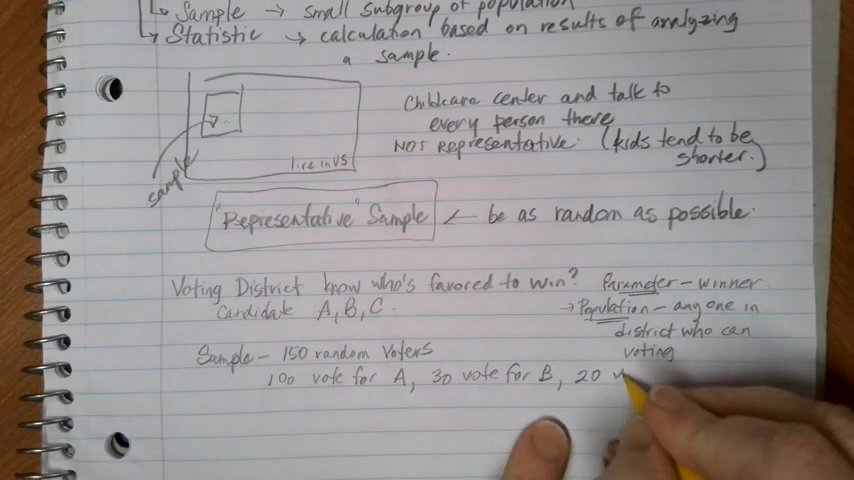 Sample → small subgroup of population
Statistic → calculation based on results of analyzing
a sample.
Childcare center and talk to
every person there
NOT Representative. (kids tend to be
shorter.)
live in US
sample
"Representative" Sample ← be as random as possible.
Voting District know who's favored to win? Parameter - winner
Candidate A, B, C. → Population - any one in
district who can
voting
Sample - 150 random voters
100 vote for A, 30 vote for B, 20 v